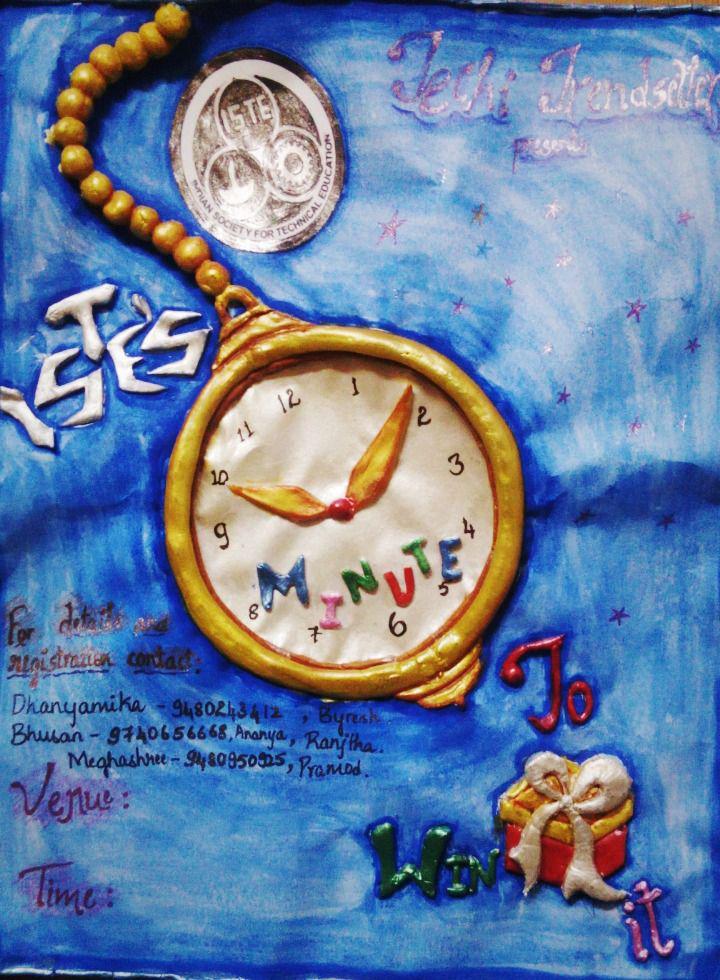 Techi Trendsetters
presents
ISTE
INDIAN SOCIETY FOR TECHNICAL EDUCATION
ISTE'S
12 1 2 3 4 5 6 7 8 9 10 11
MINUTE
To
WIN
it
For details and
registration contact:
Dhanyamika - 9480243412 , Byresh.
Bhusan - 9740656668, Ananya, Ranjitha.
Meghashree - 9480950925, Pramod.
Venue:
Time: